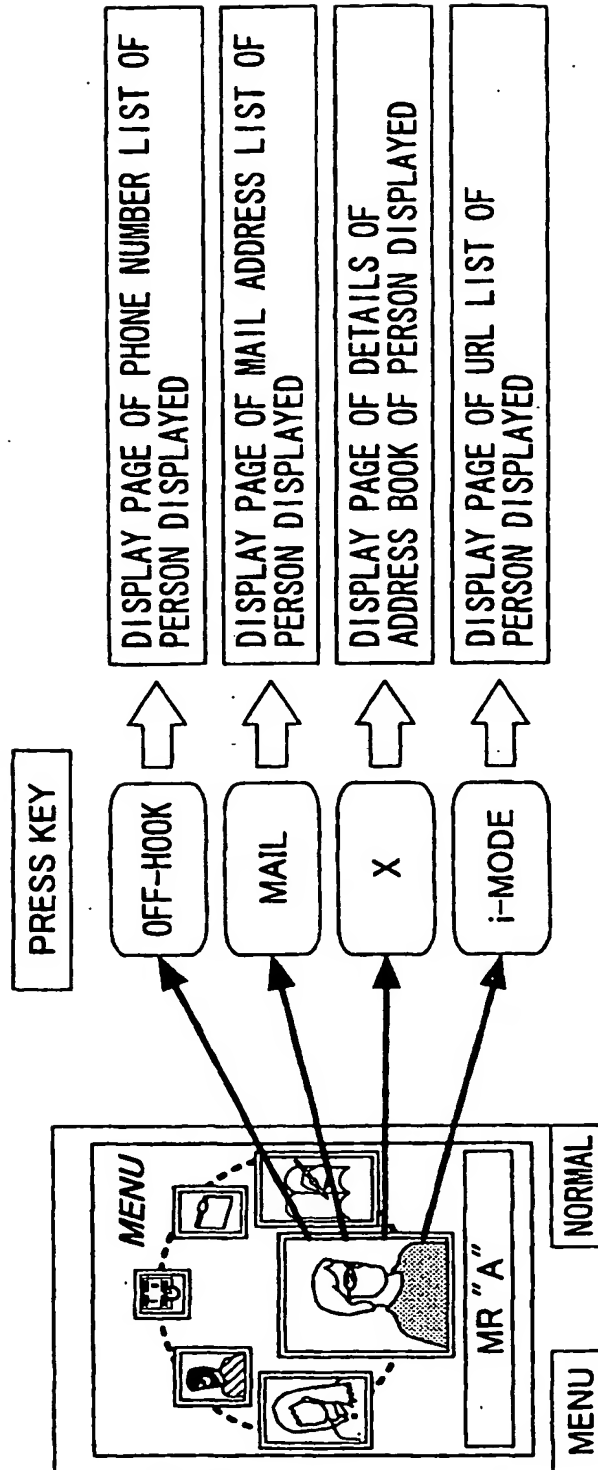 PRESS KEY
MENU
MR "A"
MENU
NORMAL
OFF-HOOK
DISPLAY PAGE OF PHONE NUMBER LIST OF
PERSON DISPLAYED
MAIL
DISPLAY PAGE OF MAIL ADDRESS LIST OF
PERSON DISPLAYED
X
DISPLAY PAGE OF DETAILS OF
ADDRESS BOOK OF PERSON DISPLAYED
i-MODE
DISPLAY PAGE OF URL LIST OF
PERSON DISPLAYED